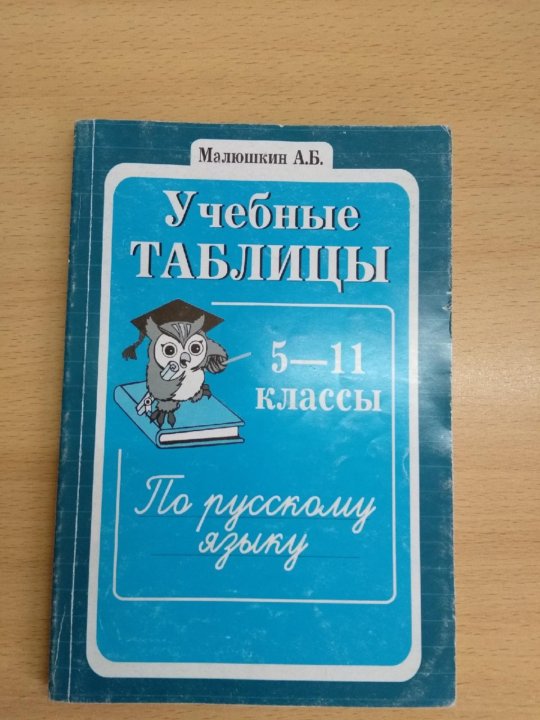 Малюшкин А.Б.
Учебные
ТАБЛИЦЫ
5—11
классы
По русскому
языку